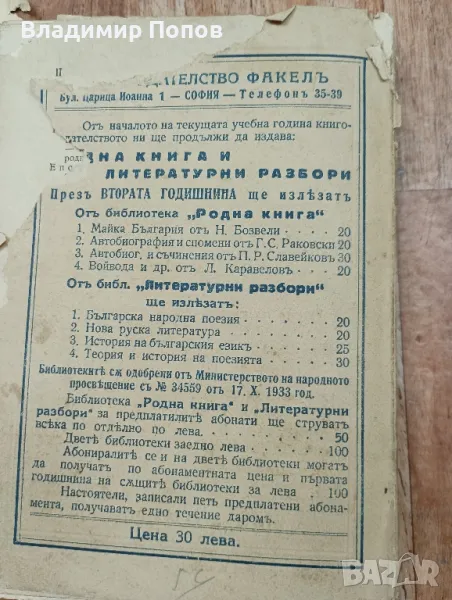 Владимир Попов
II
ДАТЕЛСТВО ФАКЕЛЪ
Бул. Царица Иоанна 1 — СОФИЯ — Телефонъ 35-39
Отъ началото на текущата учебна година книго-
дателството ни ще продължи да издава:
ДНА КНИГА И
ЛИТЕРАТУРНИ РАЗБОРИ
Презъ ВТОРАТА ГОДИШНИНА ще излѣзатъ
Отъ библиотека „Родна книга“
1. Майка България отъ Н. Бозвели . . . 20
2. Автобиография и спомени отъ Г.С. Раковски 20
3. Автобиог. и съчинения отъ П. Р. Славейковъ 30
4. Войвода и др. отъ Л. Каравеловъ . . . 20
Отъ библ. „Литературни разбори“
ще излѣзатъ:
1. Българска народна поезия . . . . 20
2. Нова руска литература . . . . . 20
3. История на българския езикъ . . . 25
4. Теория и история на поезията . . . . 30
Библиотекитѣ сѫ одобрени отъ Министерството на народното
просвѣщение съ № 34559 отъ 17. X. 1933 год.
Библиотека „Родна книга“ и „Литературни
разбори“ за предплатилитѣ абонати ще струватъ
всѣка по отдѣлно по лева. . . . . . 50
Дветѣ библиотеки заедно лева . . . . 100
Абониралитѣ се и на дветѣ библиотеки могатъ
да получатъ по абонаментната цена и първата
годишнина на сѫщитѣ библиотеки за лева . 100
Настоятели, записали петь предплатени абона-
мента, получаватъ едно течение даромъ.
Цена 30 лева.
BAZAR